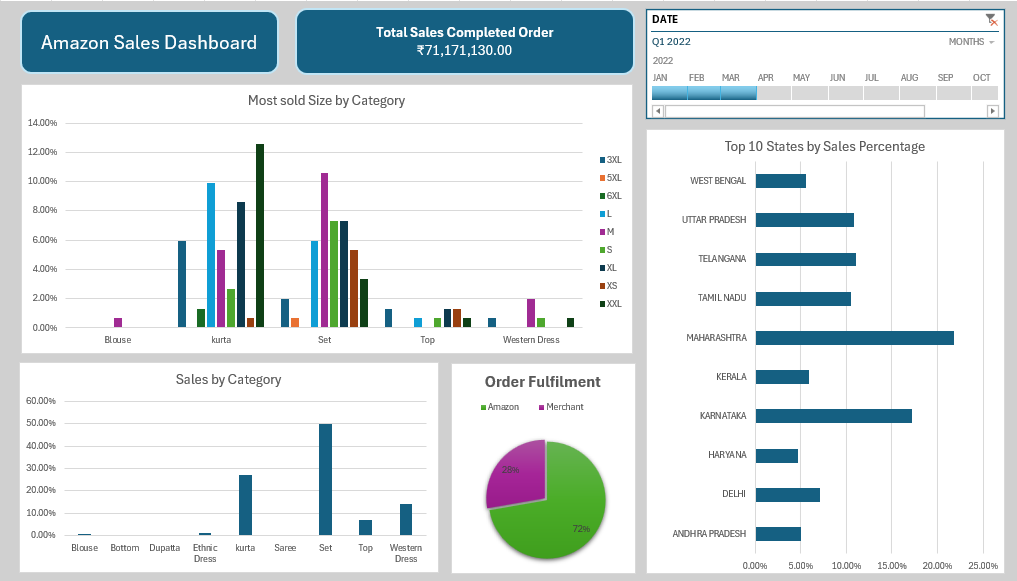 Amazon Sales Dashboard
Total Sales Completed Order
₹71,171,130.00
DATE
Q1 2022
MONTHS
2022
JAN FEB MAR APR MAY JUN JUL AUG SEP OCT
Most sold Size by Category
14.00%
12.00%
10.00%
8.00%
6.00%
4.00%
2.00%
0.00%
Blouse kurta Set Top Western Dress
3XL
5XL
6XL
L
M
S
XL
XS
XXL
Top 10 States by Sales Percentage
WEST BENGAL
UTTAR PRADESH
TELANGANA
TAMIL NADU
MAHARASHTRA
KERALA
KARNATAKA
HARYANA
DELHI
ANDHRA PRADESH
0.00% 5.00% 10.00% 15.00% 20.00% 25.00%
Sales by Category
60.00%
50.00%
40.00%
30.00%
20.00%
10.00%
0.00%
Blouse Bottom Dupatta Ethnic Dress kurta Saree Set Top Western Dress
Order Fulfilment
Amazon Merchant
28%
72%